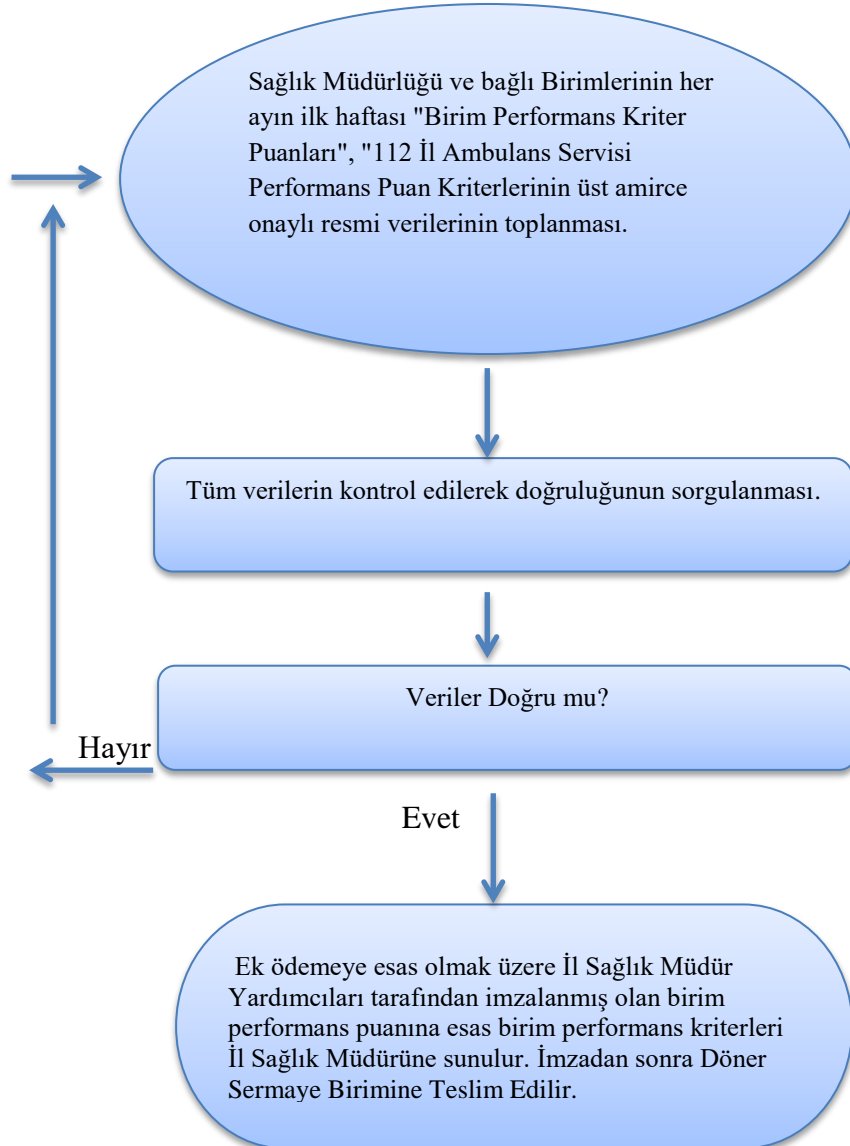 Sağlık Müdürlüğü ve bağlı Birimlerinin her
ayın ilk haftası "Birim Performans Kriter
Puanları", "112 İl Ambulans Servisi
Performans Puan Kriterlerinin üst amirce
onaylı resmi verilerinin toplanması.
Tüm verilerin kontrol edilerek doğruluğunun sorgulanması.
Veriler Doğru mu?
Hayır
Evet
Ek ödemeye esas olmak üzere İl Sağlık Müdür
Yardımcıları tarafından imzalanmış olan birim
performans puanına esas birim performans kriterleri
İl Sağlık Müdürüne sunulur. İmzadan sonra Döner
Sermaye Birimine Teslim Edilir.